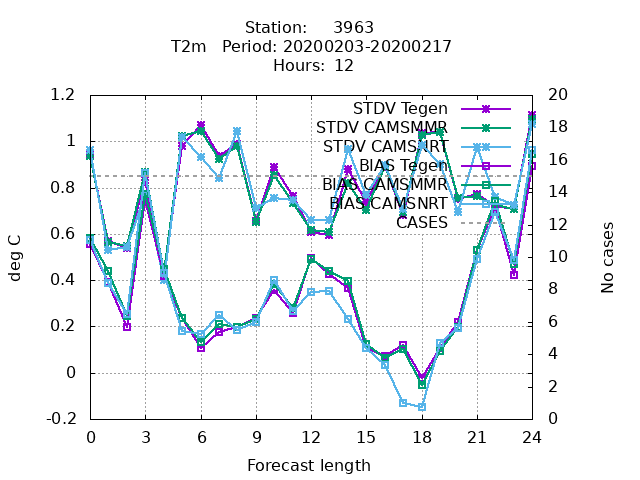 Station: 3963
T2m Period: 20200203-20200217
Hours: 12
1.2
1
0.8
0.6
0.4
0.2
0
-0.2
20
18
16
14
12
10
8
6
4
2
0
STDV Tegen
STDV CAMSMMR
STDV CAMSNRT
BIAS Tegen
BIAS CAMSMMR
BIAS CAMSNRT
CASES
deg C
No cases
0 3 6 9 12 15 18 21 24
Forecast length